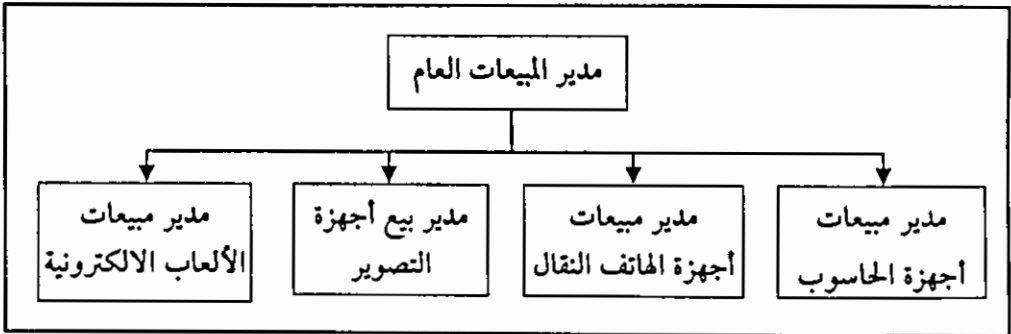 مدير المبيعات العام
مدير مبيعات
أجهزة الحاسوب
مدير مبيعات
أجهزة الهاتف النقال
مدير بيع أجهزة
التصوير
مدير مبيعات
الألعاب الالكترونية